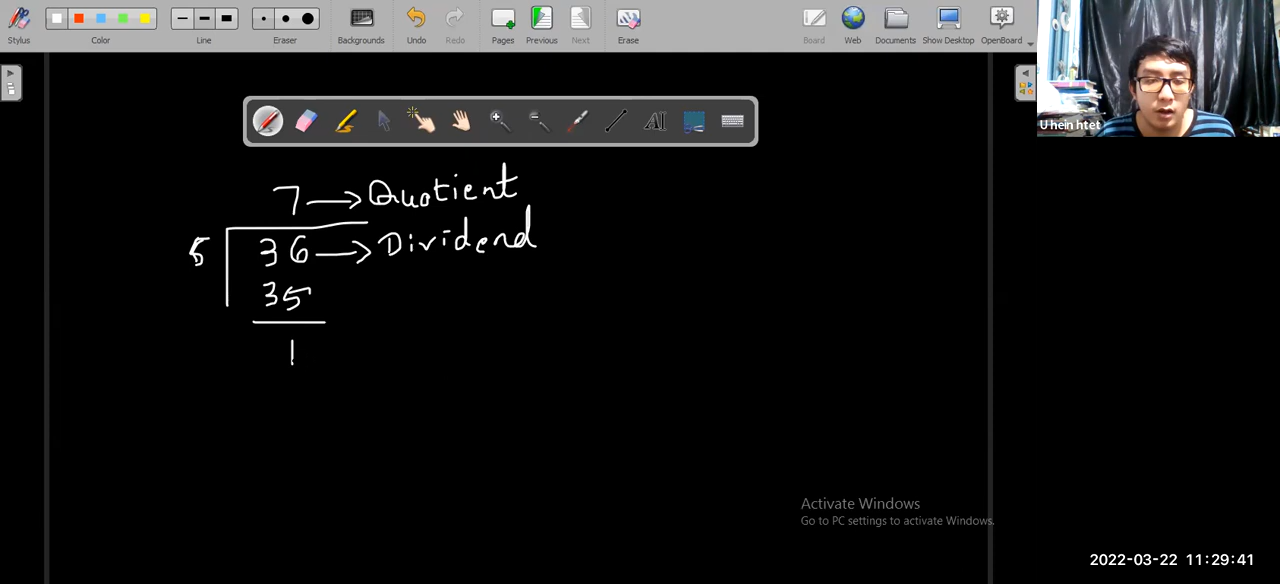 Stylus Color Line Eraser Backgrounds Undo Redo Pages Previous Next Erase Board Web Documents Show Desktop OpenBoard
U hein htet
AI
7 → Quotient
5 36 → Dividend
35
1
Activate Windows
Go to PC settings to activate Windows.
2022-03-22 11:29:41